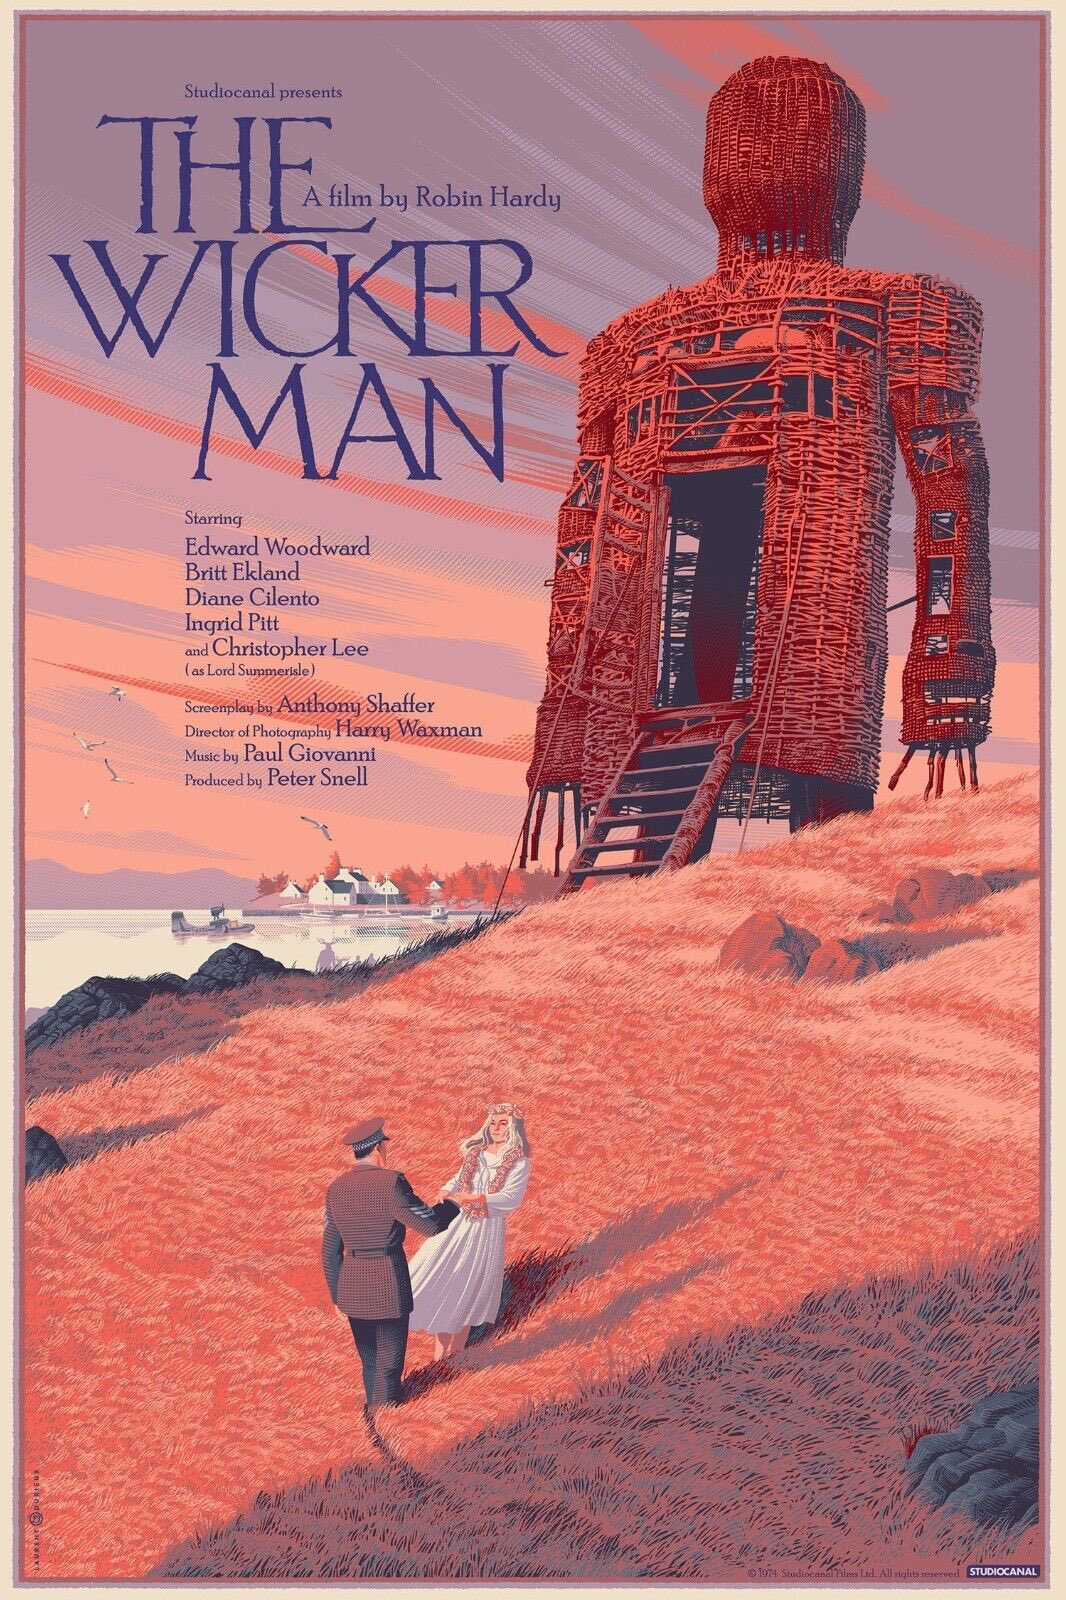 Studiocanal presents
THE
A film by Robin Hardy
WICKER
MAN
Starring
Edward Woodward
Britt Ekland
Diane Cilento
Ingrid Pitt
and Christopher Lee
(as Lord Summerisle)
Screenplay by Anthony Shaffer
Director of Photography Harry Waxman
Music by Paul Giovanni
Produced by Peter Snell
LAURENT DURIEUX
© 1974 Studiocanal Films Ltd. All rights reserved
STUDIOCANAL